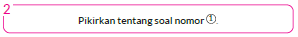 2
Pikirkan tentang soal nomor ①.